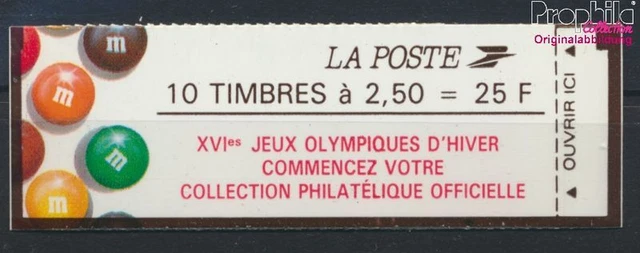 m
m
m
m
LA POSTE
10 TIMBRES à 2,50 = 25 F
XVIes JEUX OLYMPIQUES D'HIVER
COMMENCEZ VOTRE
COLLECTION PHILATÉLIQUE OFFICIELLE
▲ OUVRIR ICI ▲
Prophila
collection
Originalabbildung